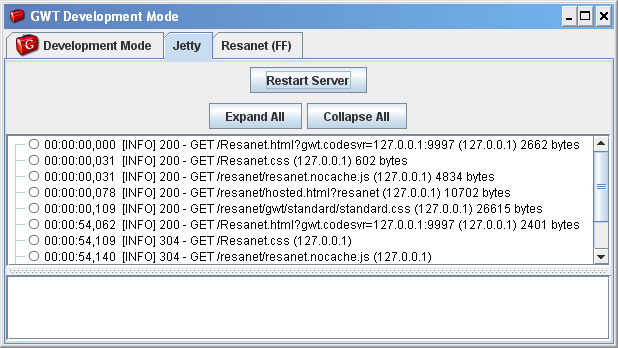 GWT Development Mode
G Development Mode Jetty Resanet (FF)
Restart Server
Expand All Collapse All
00:00:00,000 [INFO] 200 - GET /Resanet.html?gwt.codesvr=127.0.0.1:9997 (127.0.0.1) 2662 bytes
00:00:00,031 [INFO] 200 - GET /Resanet.css (127.0.0.1) 602 bytes
00:00:00,031 [INFO] 200 - GET /resanet/resanet.nocache.js (127.0.0.1) 4834 bytes
00:00:00,078 [INFO] 200 - GET /resanet/hosted.html?resanet (127.0.0.1) 10702 bytes
00:00:00,109 [INFO] 200 - GET /resanet/gwt/standard/standard.css (127.0.0.1) 26615 bytes
00:00:54,062 [INFO] 200 - GET /Resanet.html?gwt.codesvr=127.0.0.1:9997 (127.0.0.1) 2401 bytes
00:00:54,109 [INFO] 304 - GET /Resanet.css (127.0.0.1)
00:00:54,140 [INFO] 304 - GET /resanet/resanet.nocache.js (127.0.0.1)